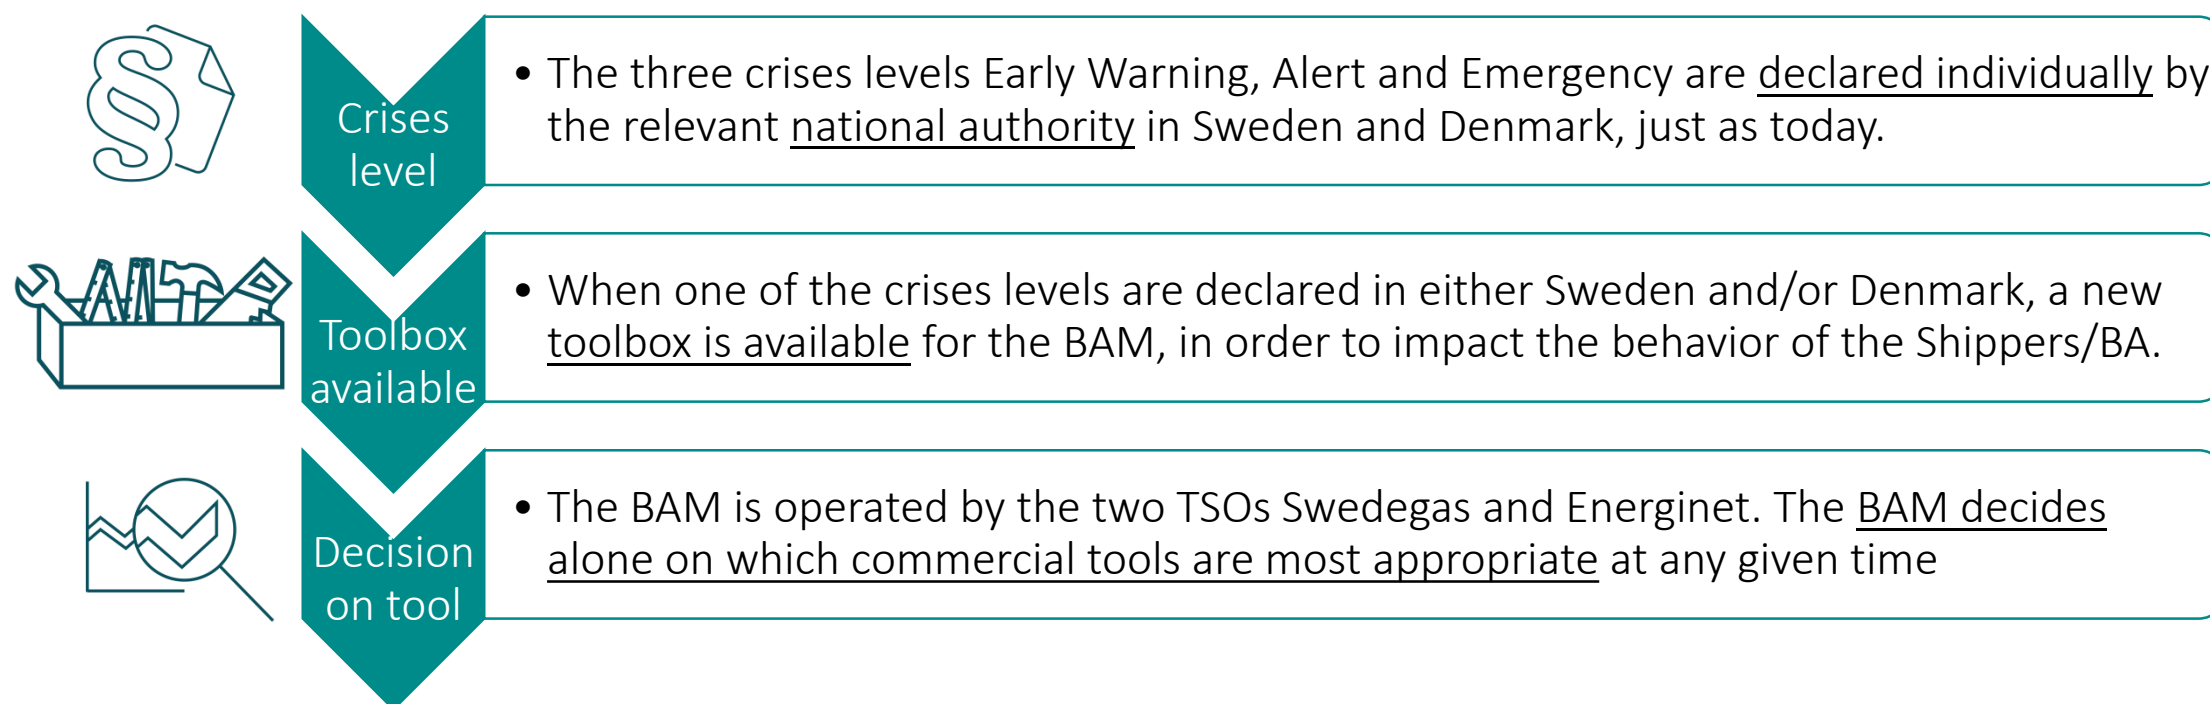 Crises
level
• The three crises levels Early Warning, Alert and Emergency are declared individually by
the relevant national authority in Sweden and Denmark, just as today.
Toolbox
available
• When one of the crises levels are declared in either Sweden and/or Denmark, a new
toolbox is available for the BAM, in order to impact the behavior of the Shippers/BA.
Decision
on tool
• The BAM is operated by the two TSOs Swedegas and Energinet. The BAM decides
alone on which commercial tools are most appropriate at any given time